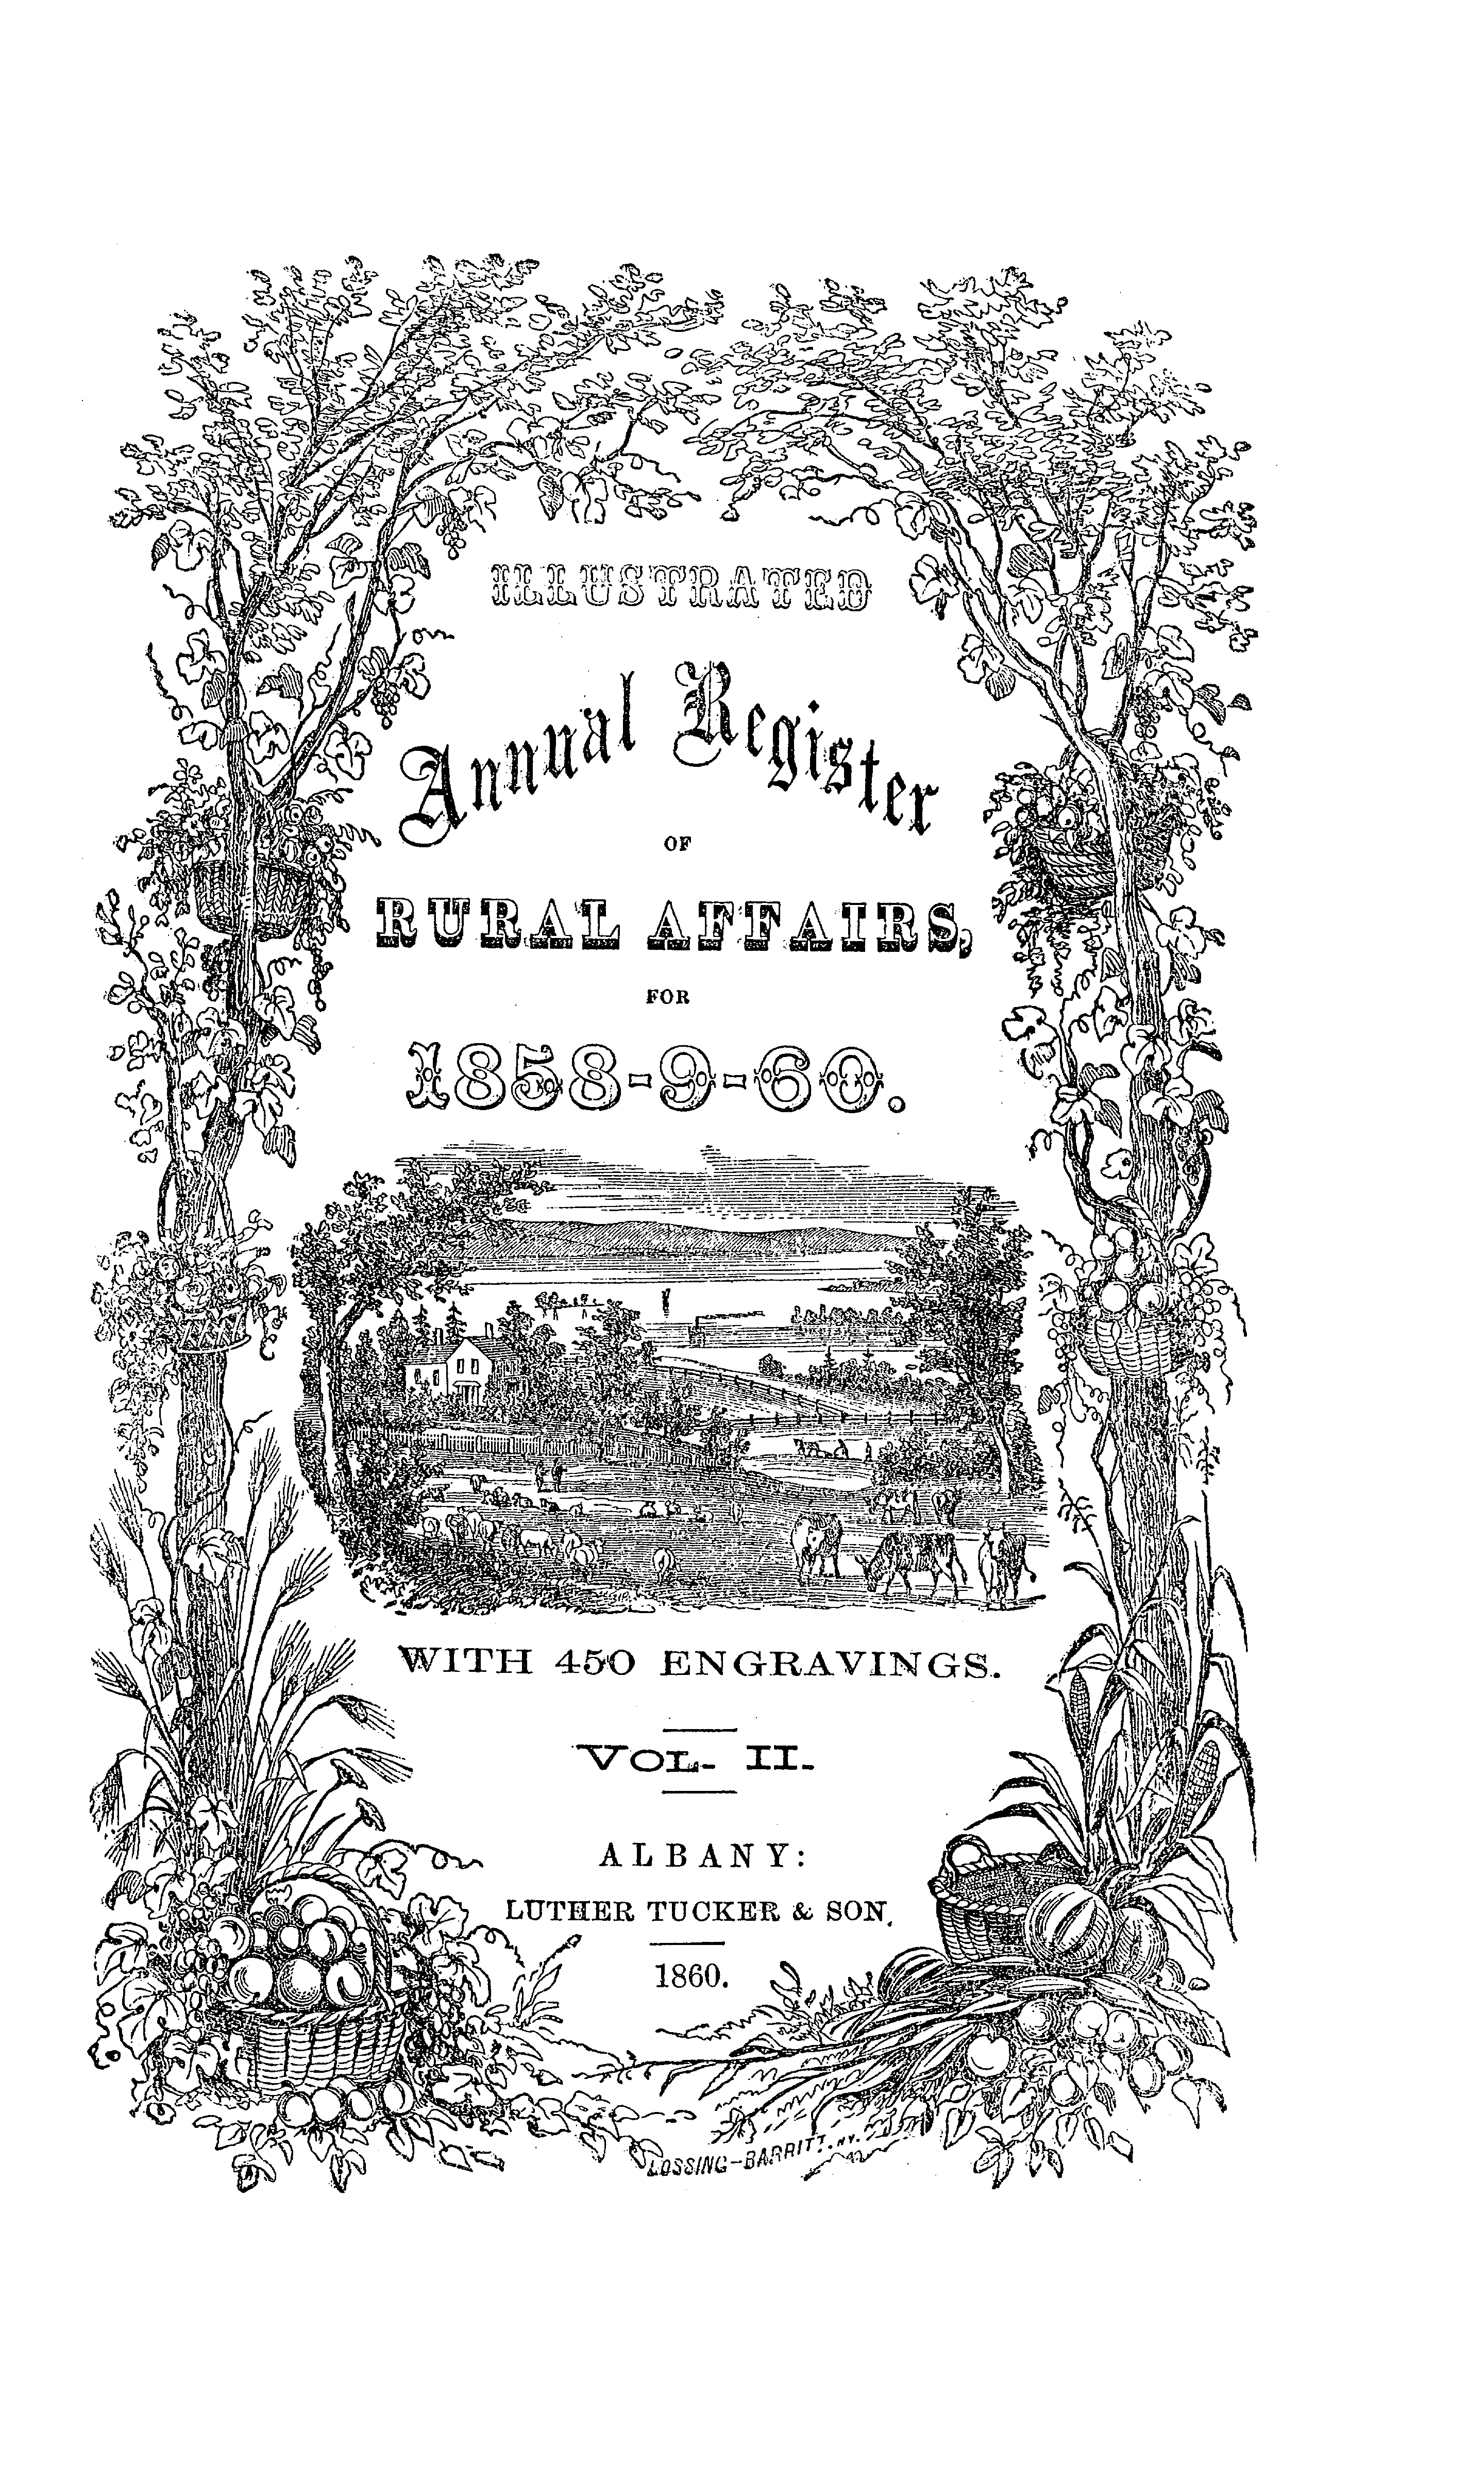 ILLUSTRATED
Annual Register
OF
RURAL AFFAIRS,
FOR
1858-9-60.
WITH 450 ENGRAVINGS.
VOL. II.
ALBANY:
LUTHER TUCKER & SON.
1860.
LOSSING-BARRITT. NY.